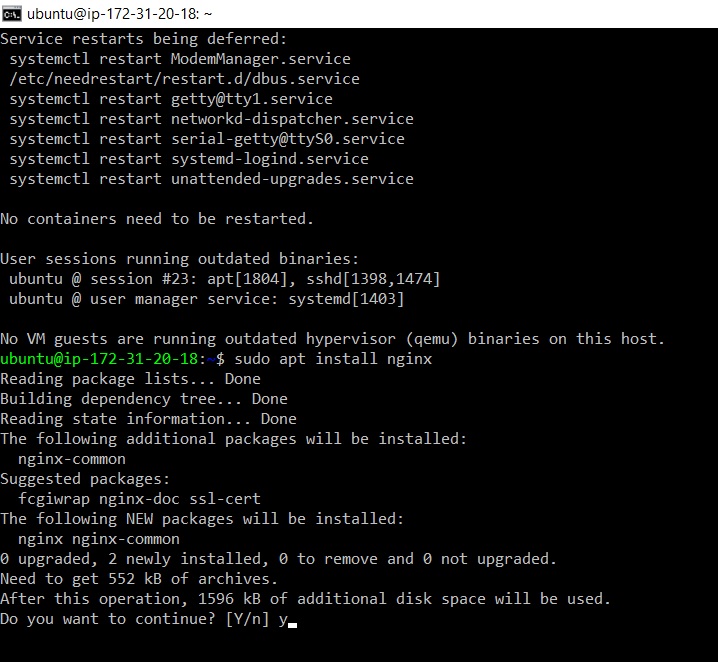 ubuntu@ip-172-31-20-18: ~
Service restarts being deferred:
 systemctl restart ModemManager.service
 /etc/needrestart/restart.d/dbus.service
 systemctl restart getty@tty1.service
 systemctl restart networkd-dispatcher.service
 systemctl restart serial-getty@ttyS0.service
 systemctl restart systemd-logind.service
 systemctl restart unattended-upgrades.service

No containers need to be restarted.

User sessions running outdated binaries:
 ubuntu @ session #23: apt[1804], sshd[1398,1474]
 ubuntu @ user manager service: systemd[1403]

No VM guests are running outdated hypervisor (qemu) binaries on this host.
ubuntu@ip-172-31-20-18:~$ sudo apt install nginx
Reading package lists... Done
Building dependency tree... Done
Reading state information... Done
The following additional packages will be installed:
  nginx-common
Suggested packages:
  fcgiwrap nginx-doc ssl-cert
The following NEW packages will be installed:
  nginx nginx-common
0 upgraded, 2 newly installed, 0 to remove and 0 not upgraded.
Need to get 552 kB of archives.
After this operation, 1596 kB of additional disk space will be used.
Do you want to continue? [Y/n] y